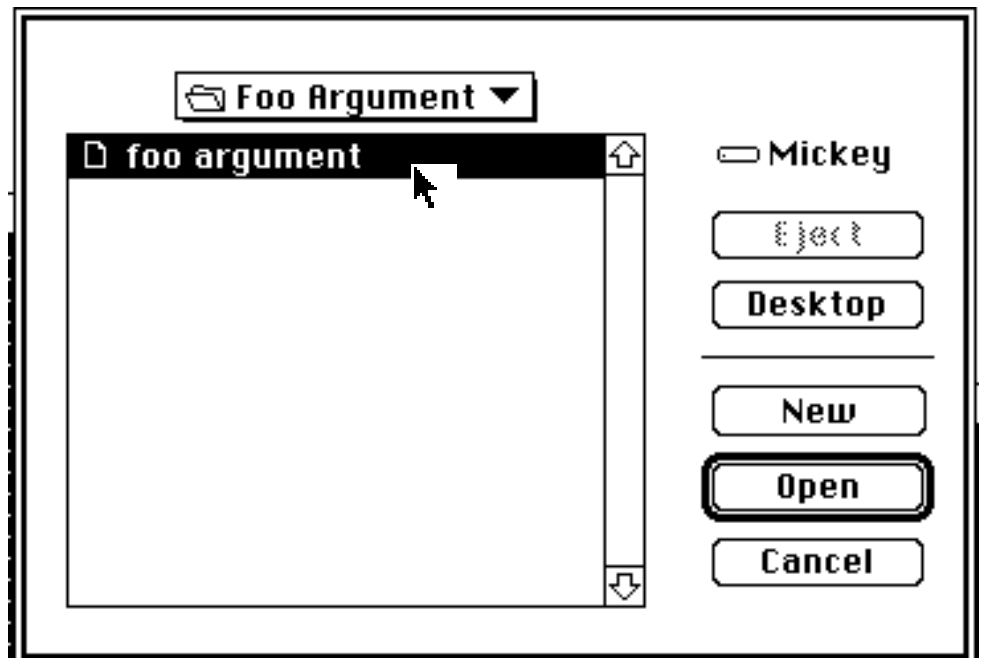 Foo Argument
foo argument
Mickey
Eject
Desktop
New
Open
Cancel